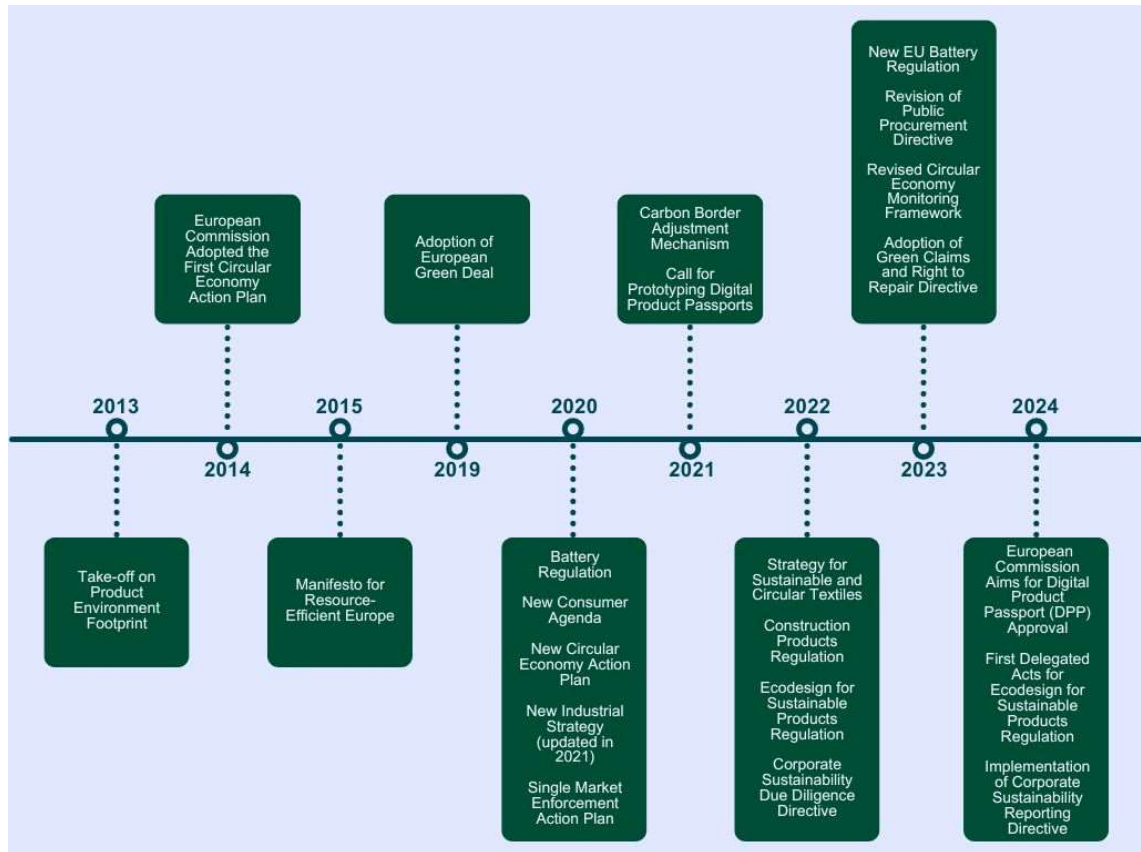 New EU Battery
Regulation
Revision of
Public
Procurement
Directive
Revised Circular
Economy
Monitoring
Framework
Adoption of
Green Claims
and Right to
Repair Directive
European
Commission
Adopted the
First Circular
Economy
Action Plan
Adoption of
European
Green Deal
Carbon Border
Adjustment
Mechanism
Call for
Prototyping Digital
Product Passports
2013
2015
2020
2022
2024
2014
2019
2021
2023
Take-off on
Product
Environment
Footprint
Manifesto for
Resource-
Efficient Europe
Battery
Regulation
New Consumer
Agenda
New Circular
Economy Action
Plan
New Industrial
Strategy
(updated in
2021)
Single Market
Enforcement
Action Plan
Strategy for
Sustainable and
Circular Textiles
Construction
Products
Regulation
Ecodesign for
Sustainable
Products
Regulation
Corporate
Sustainability
Due Diligence
Directive
European
Commission
Aims for Digital
Product
Passport (DPP)
Approval
First Delegated
Acts for
Ecodesign for
Sustainable
Products
Regulation
Implementation
of Corporate
Sustainability
Reporting
Directive